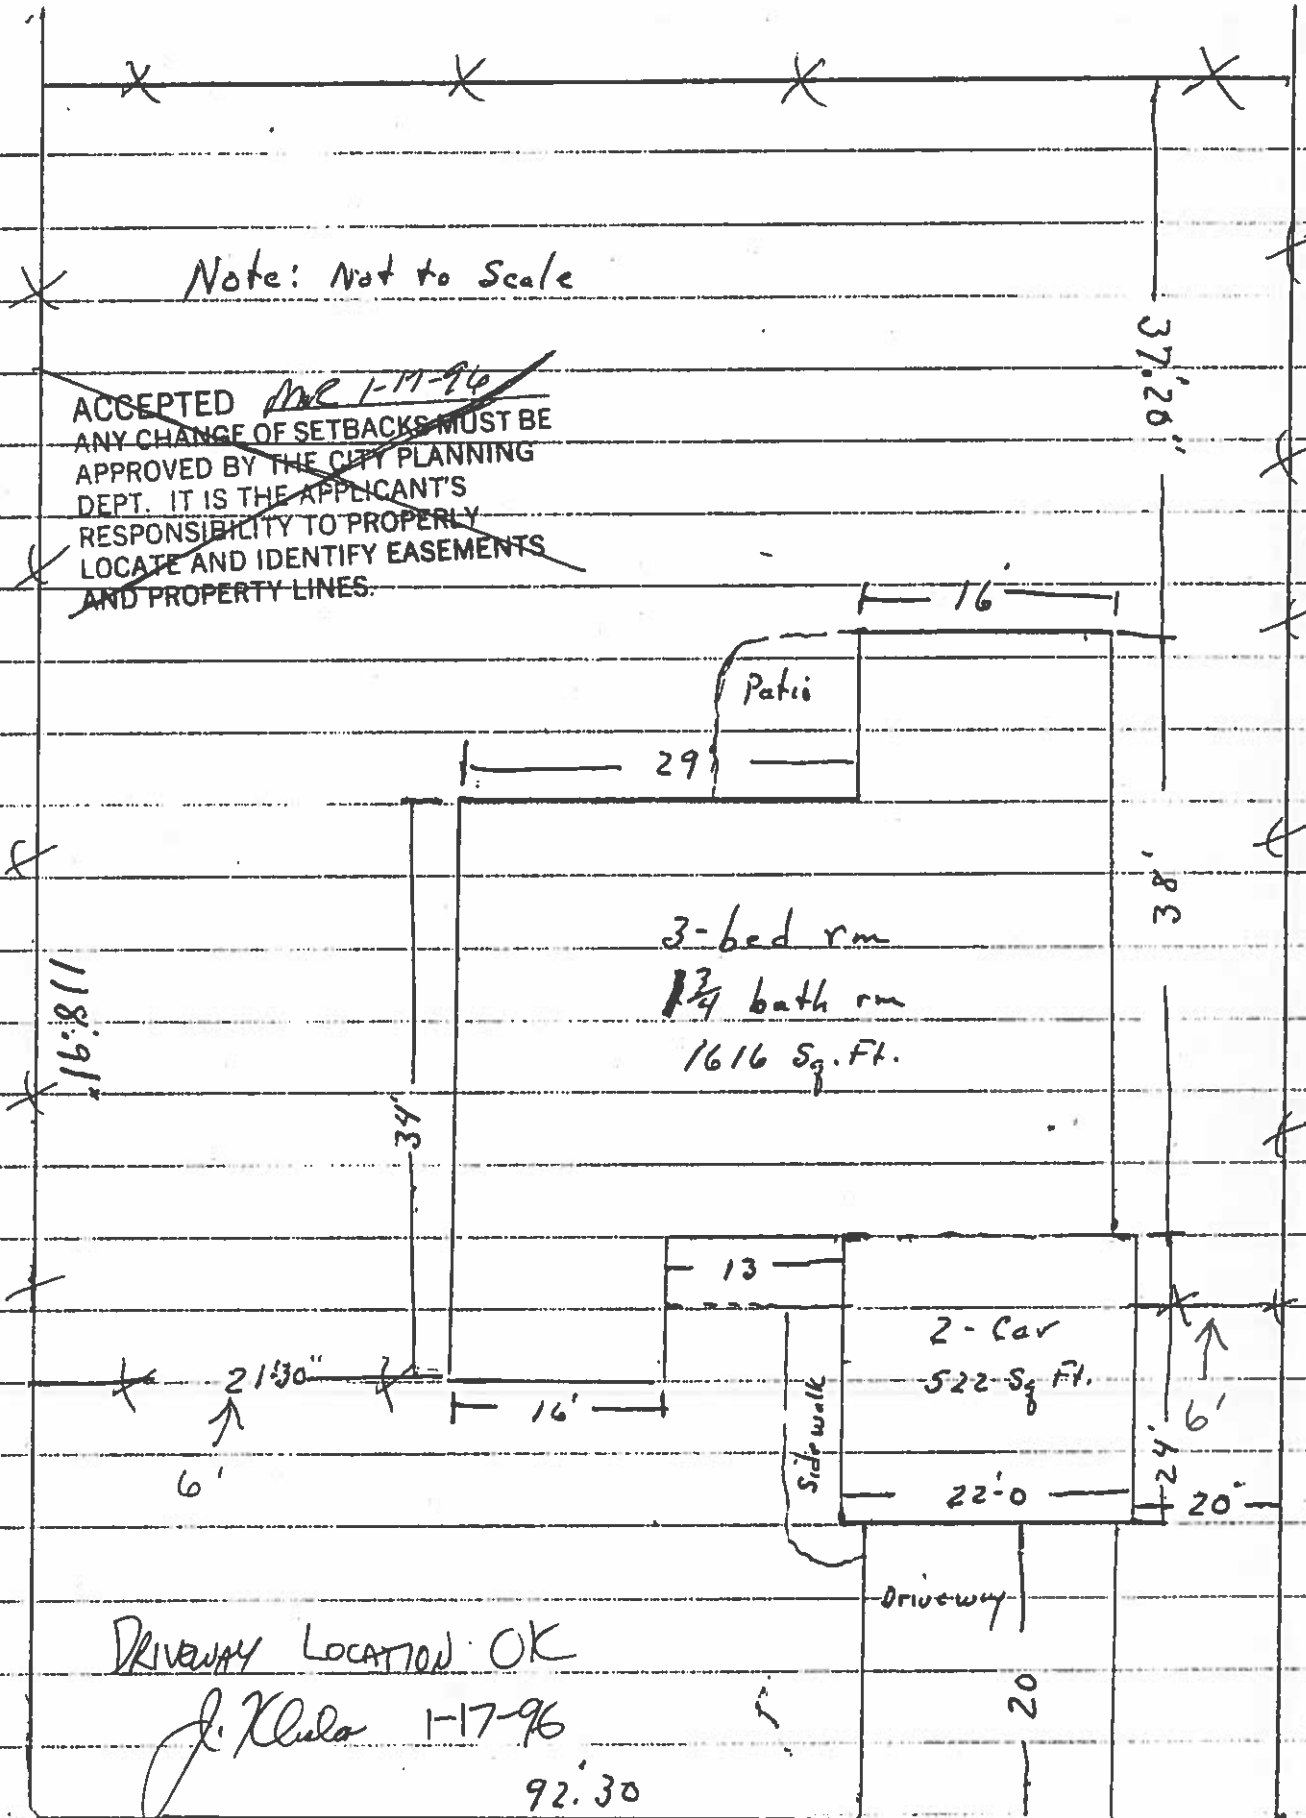 Note: Not to Scale
37.'20"
ACCEPTED 1-17-96
ANY CHANGE OF SETBACKS MUST BE
APPROVED BY THE CITY PLANNING
DEPT. IT IS THE APPLICANT'S
RESPONSIBILITY TO PROPERLY
LOCATE AND IDENTIFY EASEMENTS
AND PROPERTY LINES.
16'
Patio
29'
38'
3-bed rm
1 3/4 bath rm
1616 Sq. Ft.
118.'91"
34'
13
2-Car
522 Sq Ft.
21'30"
16'
6'
6'
Sidewalk
24'
22'-0
20'
Driveway
DRIVEWAY LOCATION OK
20
J. 1-17-96
92.'30